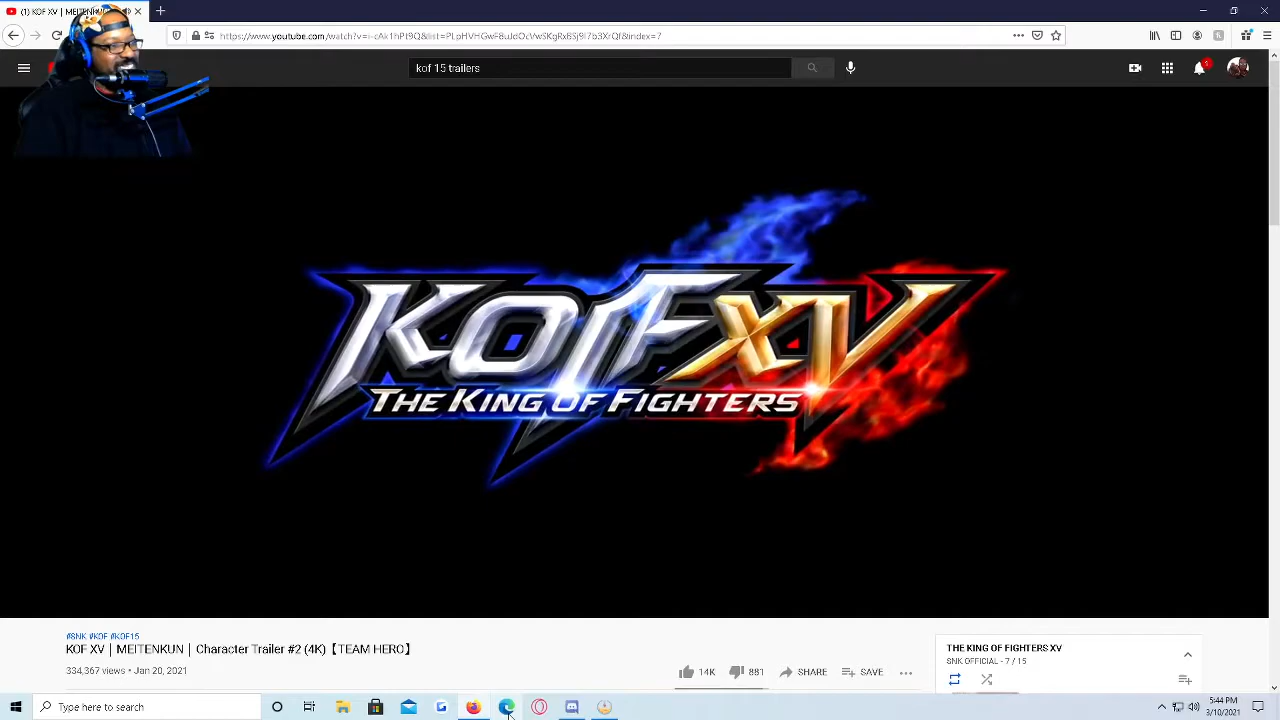 (1) KOF XV | MEITENKUN
kof 15 trailers
5
KOF XV
THE KING OF FIGHTERS
#SNK #KOF #KOF15
KOF XV | MEITENKUN | Character Trailer #2 (4K)【TEAM HERO】
334,367 views • Jan 20, 2021
14K
881
SHARE
SAVE
THE KING OF FIGHTERS XV
SNK OFFICIAL - 7 / 15
Type here to search
5:44 PM
3/10/2021